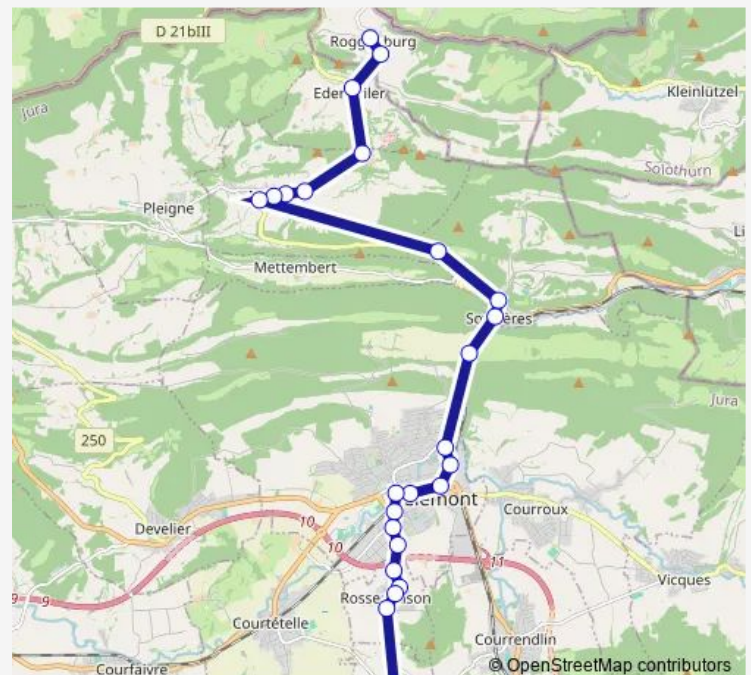 D 21bIII
Jura
Kleinlützel
Solothurn
Pleigne
Mettembert
Jura
250
10
Develier
Courroux
10
11
Vicques
9
9
Courtételle
Courrendlin
Courfaivre
© OpenStreetMap contributors